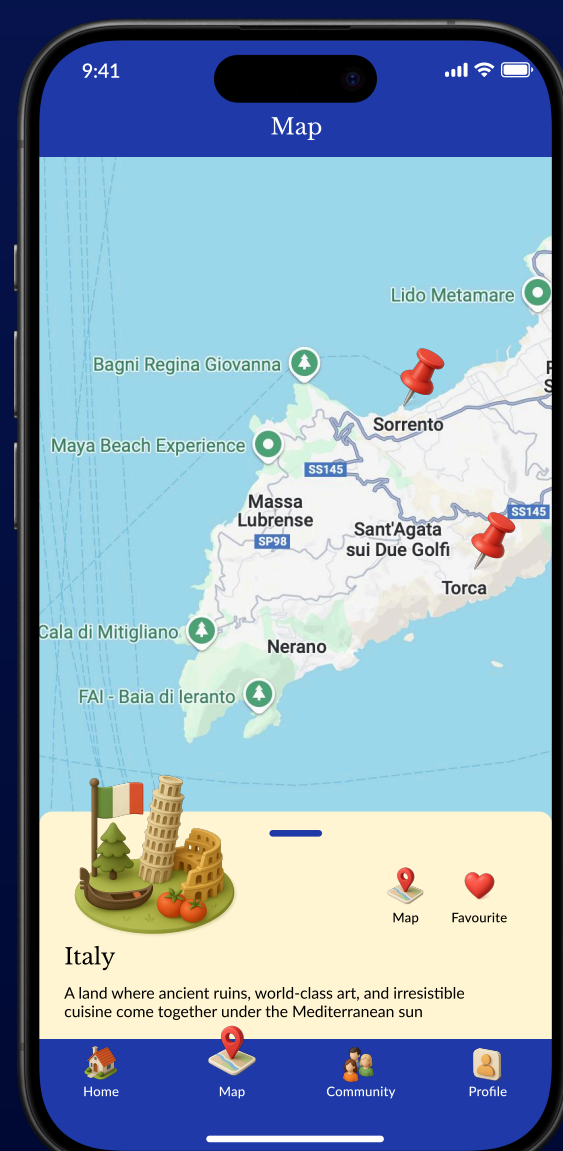 9:41
Map
Lido Metamare
Bagni Regina Giovanna
Sorrento
Maya Beach Experience
SS145
Massa
Lubrense
SS145
Sant'Agata
sui Due Golfi
SP98
Torca
Cala di Mitigliano
Nerano
FAI - Baia di Ieranto
Map
Favourite
Italy
A land where ancient ruins, world-class art, and irresistible
cuisine come together under the Mediterranean sun
Home
Map
Community
Profile